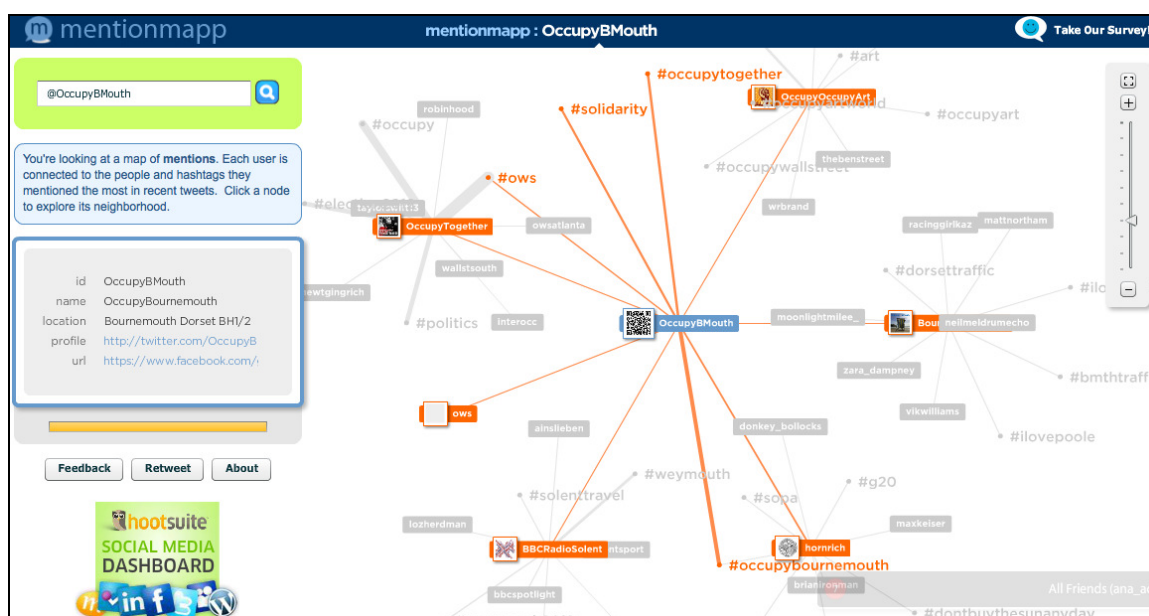 mentionmapp
mentionmapp : OccupyBMouth
Take Our Survey!
@OccupyBMouth
You're looking at a map of mentions. Each user is
connected to the people and hashtags they
mentioned the most in recent tweets. Click a node
to explore its neighborhood.
id OccupyBMouth
name OccupyBournemouth
location Bournemouth Dorset BH1/2
profile http://twitter.com/OccupyB
url https://www.facebook.com/
Feedback
Retweet
About
hootsuite
SOCIAL MEDIA
DASHBOARD
#art
#occupytogether
OccupyOccupyArt
#solidarity
robinhood
#occupy
#occupyart
thebenstreet
#occupywallstreet
#ows
wrbrand
OccupyTogether
owsatlanta
racinggirlkaz
mattnortham
wallstsouth
#dorsettraffic
#politics
interocc
OccupyBMouth
moonlightmilee_
neilmeldrumecho
zara_dampney
#bmthtraff
vikwilliams
#ilovepoole
ows
ainslieben
donkey_bollocks
#weymouth
#solenttravel
#sopa
#g20
lozherdman
maxkeiser
BBCRadioSolent
ntsport
hornrich
#occupybournemouth
brianironman
bbcspotlight
All Friends (ana_a
#dontbuythesunanyday